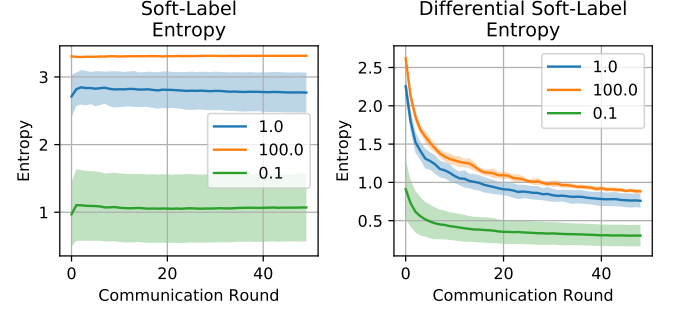 Soft-Label
Entropy
Entropy
3
2
1
1.0
100.0
0.1
0
20
40
Communication Round
Differential Soft-Label
Entropy
Entropy
2.5
2.0
1.5
1.0
0.5
1.0
100.0
0.1
0
20
40
Communication Round